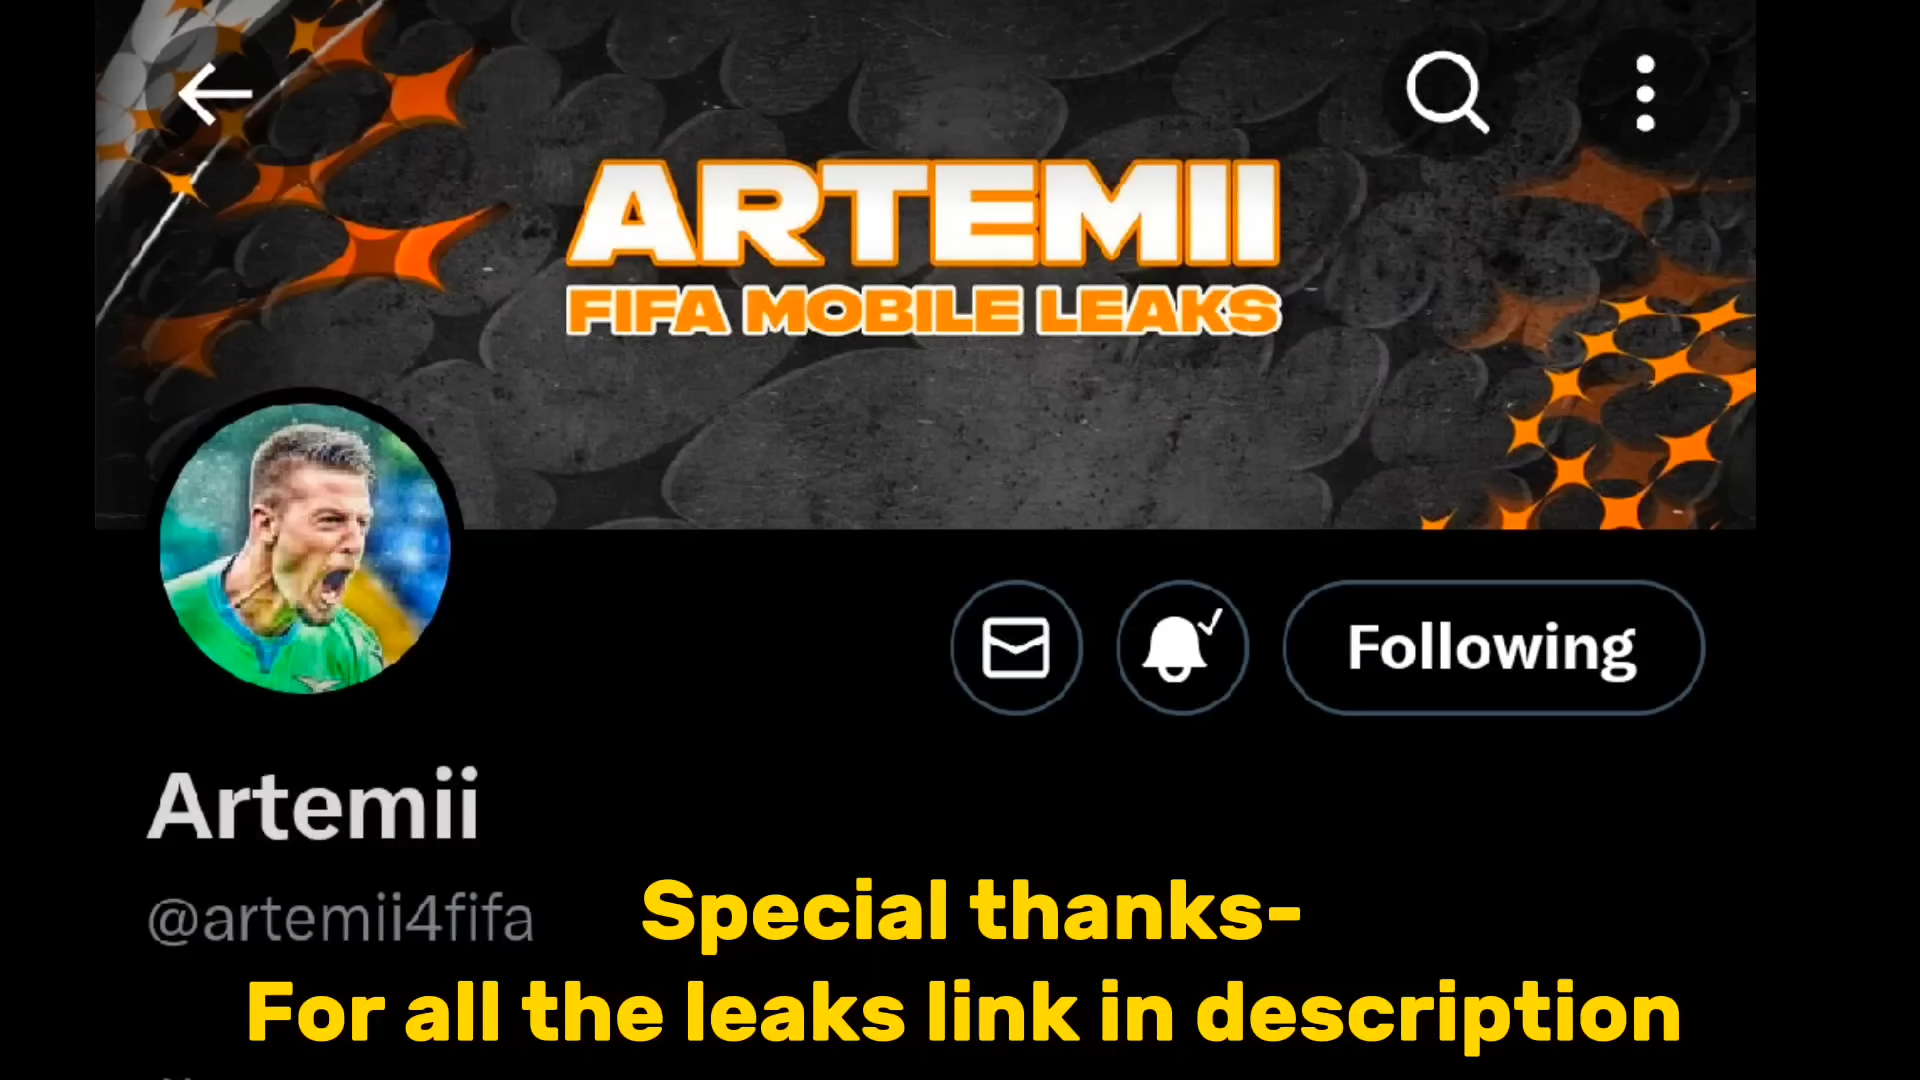 ARTEMII
FIFA MOBILE LEAKS
Following
Artemii
@artemii4fifa
Special thanks-
For all the leaks link in description